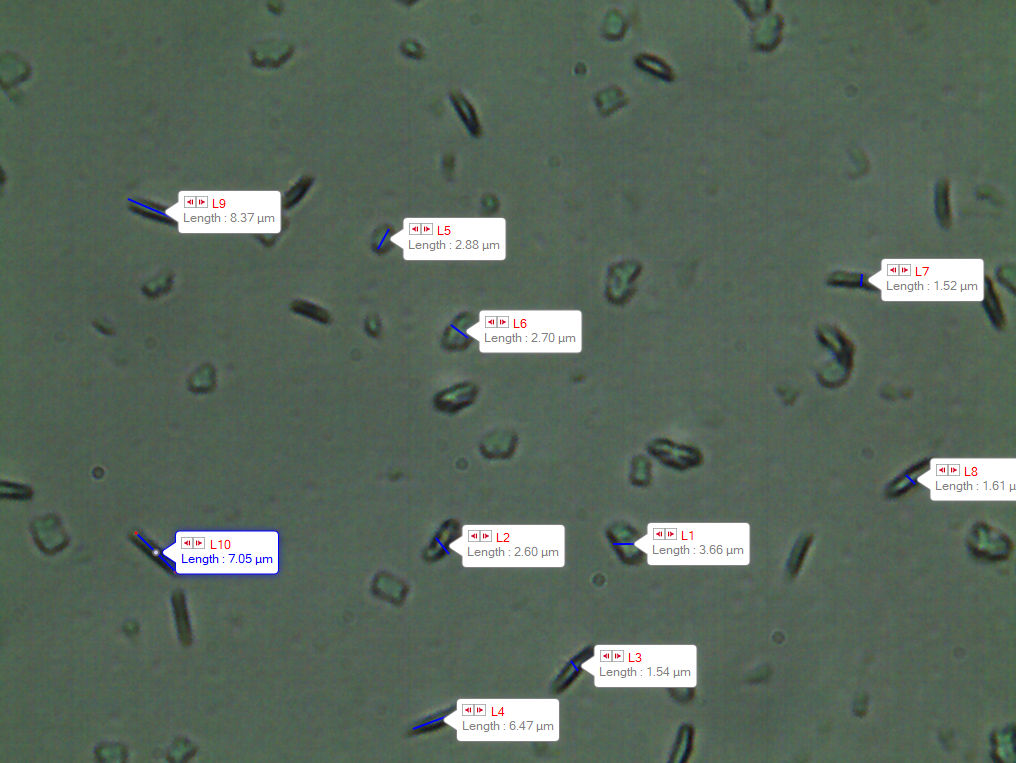 L9
Length : 8.37 µm
L5
Length : 2.88 µm
L7
Length : 1.52 µm
L6
Length : 2.70 µm
L8
Length : 1.61 µ
L2
Length : 2.60 µm
L1
Length : 3.66 µm
L10
Length : 7.05 µm
L3
Length : 1.54 µm
L4
Length : 6.47 µm